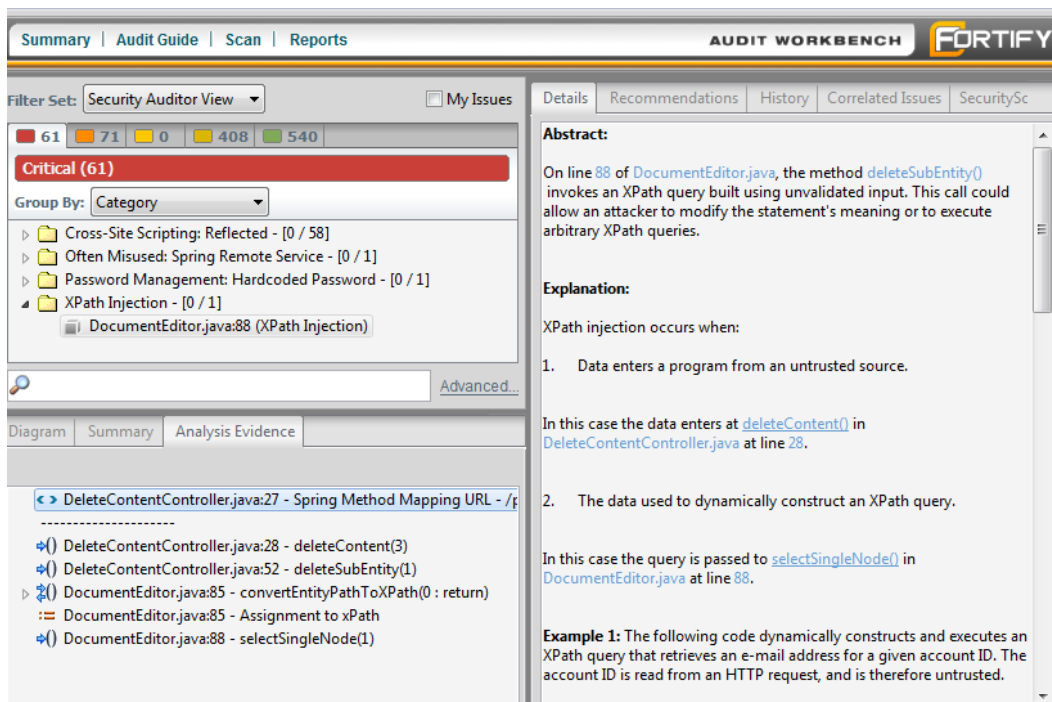 Summary | Audit Guide | Scan | Reports
AUDIT WORKBENCH
FORTIFY
Filter Set: Security Auditor View
My Issues
61 71 0 408 540
Critical (61)
Group By: Category
Cross-Site Scripting: Reflected - [0 / 58]
Often Misused: Spring Remote Service - [0 / 1]
Password Management: Hardcoded Password - [0 / 1]
XPath Injection - [0 / 1]
DocumentEditor.java:88 (XPath Injection)
Advanced...
Diagram Summary Analysis Evidence
DeleteContentController.java:27 - Spring Method Mapping URL - /p
---------------------
DeleteContentController.java:28 - deleteContent(3)
DeleteContentController.java:52 - deleteSubEntity(1)
DocumentEditor.java:85 - convertEntityPathToXPath(0 : return)
DocumentEditor.java:85 - Assignment to xPath
DocumentEditor.java:88 - selectSingleNode(1)
Details Recommendations History Correlated Issues SecuritySc
Abstract:
On line 88 of DocumentEditor.java, the method deleteSubEntity()
invokes an XPath query built using unvalidated input. This call could
allow an attacker to modify the statement's meaning or to execute
arbitrary XPath queries.
Explanation:
XPath injection occurs when:
1. Data enters a program from an untrusted source.
In this case the data enters at deleteContent() in
DeleteContentController.java at line 28.
2. The data used to dynamically construct an XPath query.
In this case the query is passed to selectSingleNode() in
DocumentEditor.java at line 88.
Example 1: The following code dynamically constructs and executes an
XPath query that retrieves an e-mail address for a given account ID. The
account ID is read from an HTTP request, and is therefore untrusted.